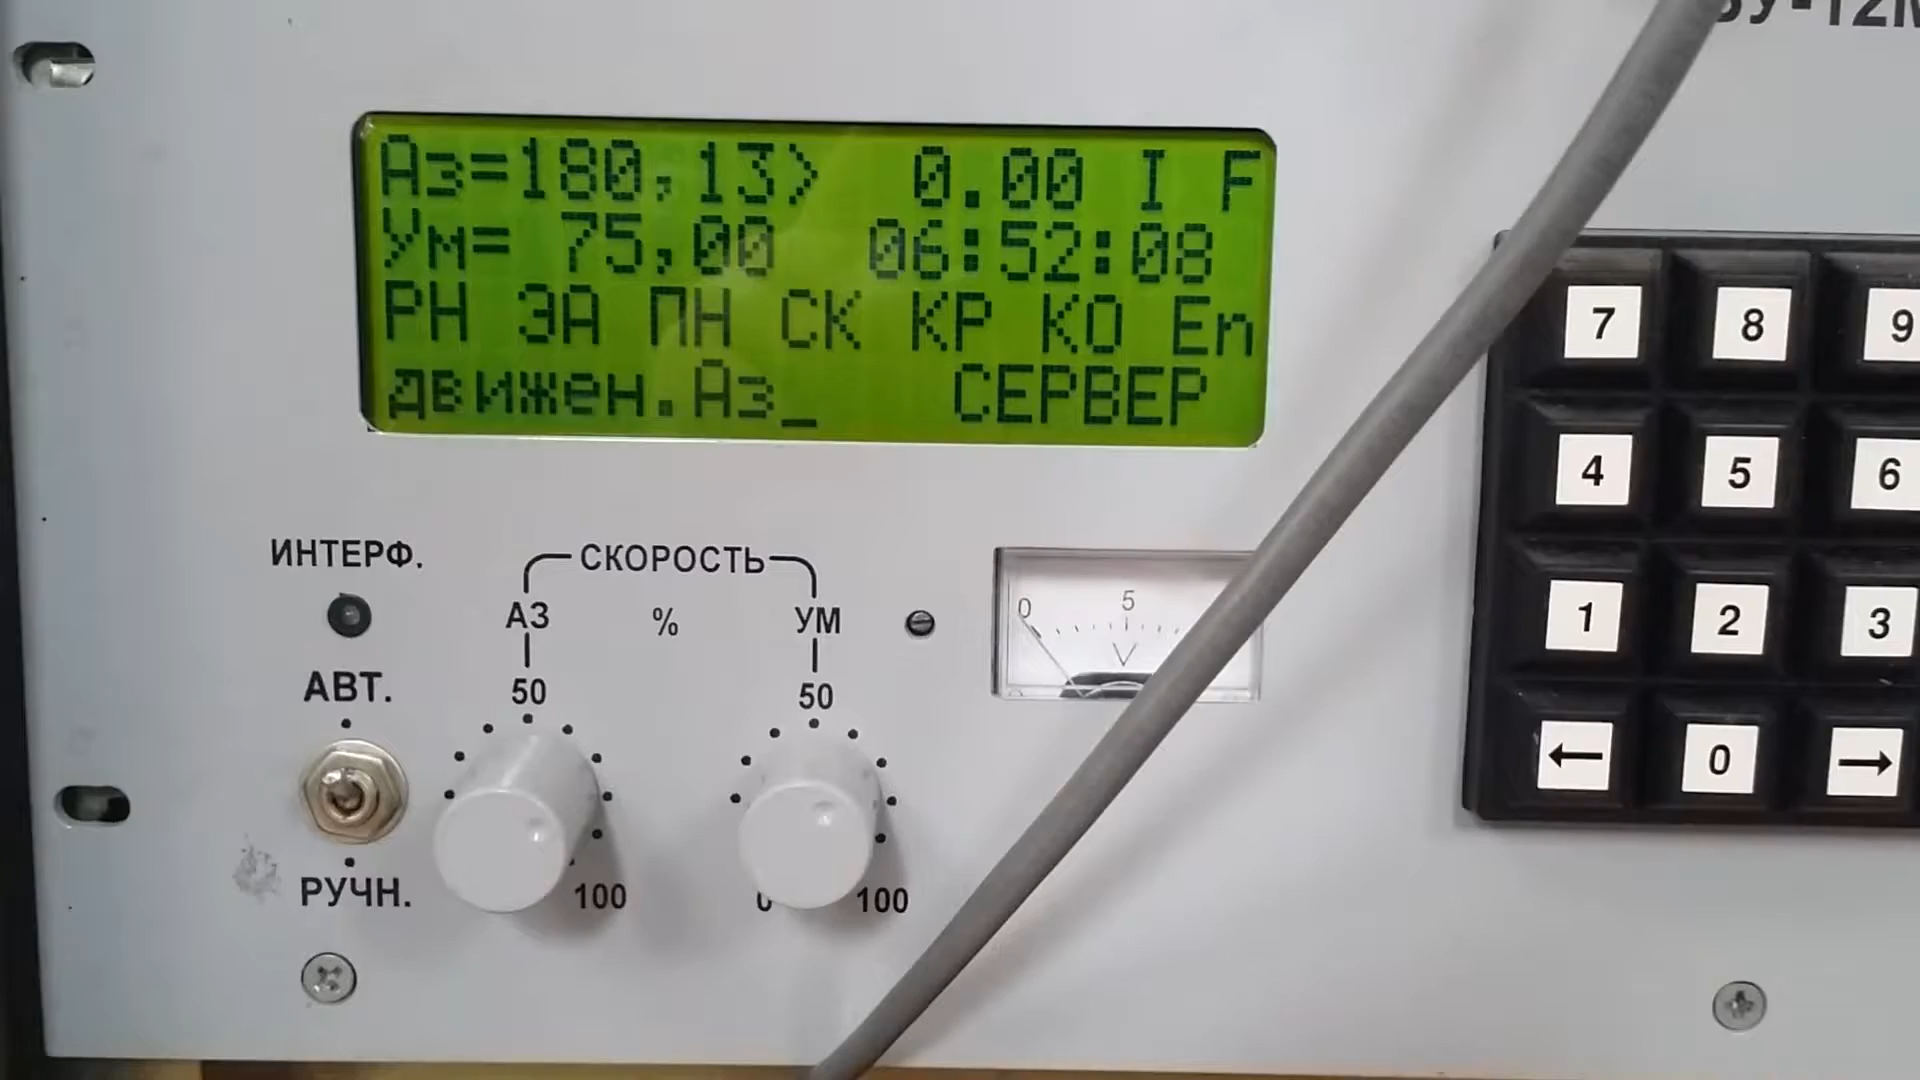 Аз=180,13> 0.00 I F
Ум= 75,00 06:52:08
РН ЭА ПН СК КР КО En
движен.Аз_ СЕРВЕР
ИНТЕРФ.
СКОРОСТЬ
АЗ % УМ
50 50
АВТ.
РУЧН.
100
0 100
0 5
V
7 8 9
4 5 6
1 2 3
← 0 →